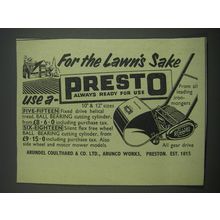 For the Lawn's Sake
use a-
PRESTO
ALWAYS READY FOR USE
10" & 12" sizes
FIVE-FIFTEEN Fixed drive helical
tread. BALL BEARING cutting cylinder,
from £8·6·0 including purchase tax.
SIX-EIGHTEEN Silent flex free wheel
BALL BEARING cutting cylinder, from
£9·15·0 including purchase tax. Also
side wheel and motor mower models.
From all
leading
iron-
mongers
All gear drive
ARUNDEL COULTHARD & CO. LTD., ARUNCO WORKS, PRESTON. EST. 1815